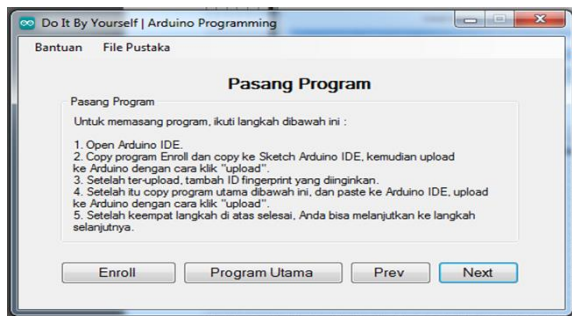 Do It By Yourself | Arduino Programming
Bantuan File Pustaka
Pasang Program
Pasang Program
Untuk memasang program, ikuti langkah dibawah ini :
1. Open Arduino IDE.
2. Copy program Enroll dan copy ke Sketch Arduino IDE, kemudian upload
ke Arduino dengan cara klik "upload".
3. Setelah ter-upload, tambah ID fingerprint yang diinginkan.
4. Setelah itu copy program utama dibawah ini, dan paste ke Arduino IDE, upload
ke Arduino dengan cara klik "upload".
5. Setelah keempat langkah di atas selesai, Anda bisa melanjutkan ke langkah
selanjutnya.
Enroll Program Utama Prev Next